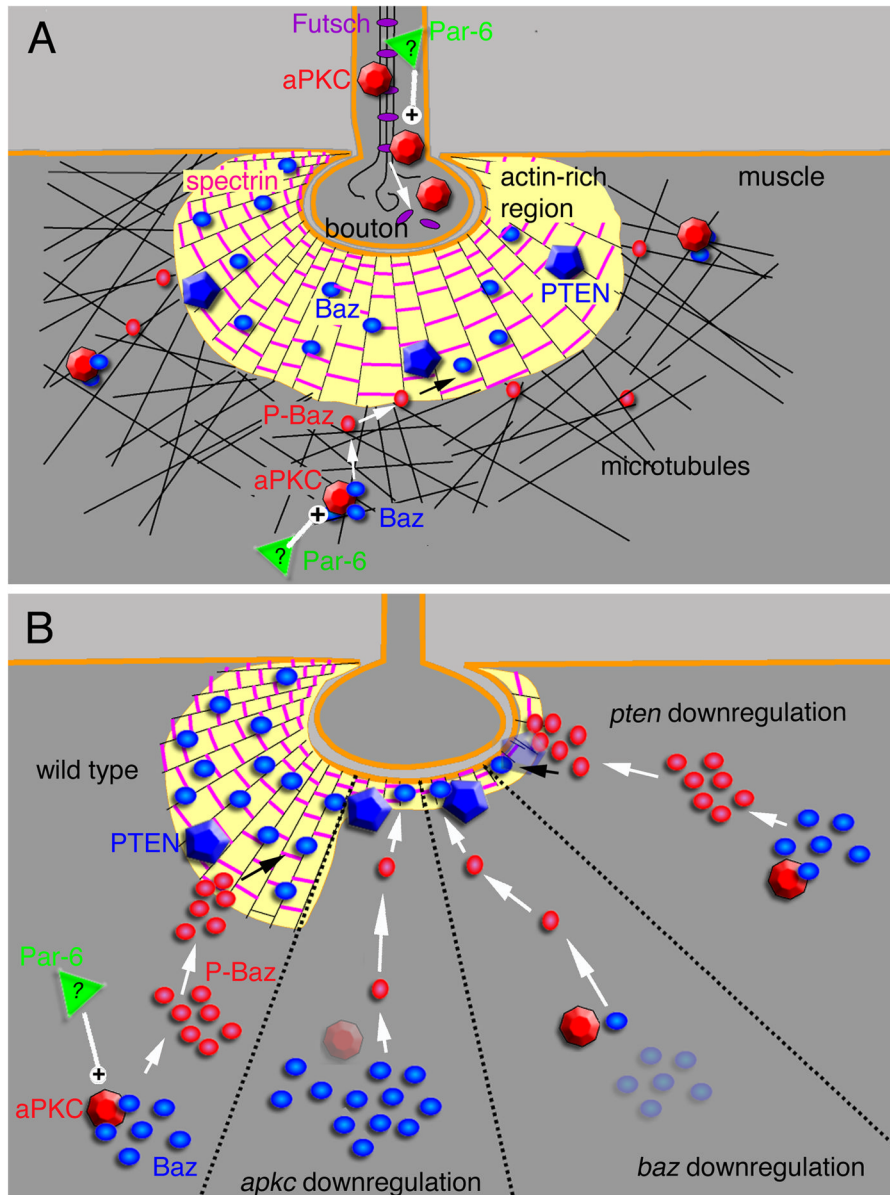 A
Futsch
Par-6
?
aPKC
+
spectrin
actin-rich
region
muscle
bouton
Baz
PTEN
P-Baz
microtubules
aPKC
+
Baz
?
Par-6
B
pten downregulation
wild type
PTEN
Par-6
?
P-Baz
+
aPKC
Baz
baz downregulation
apkc downregulation